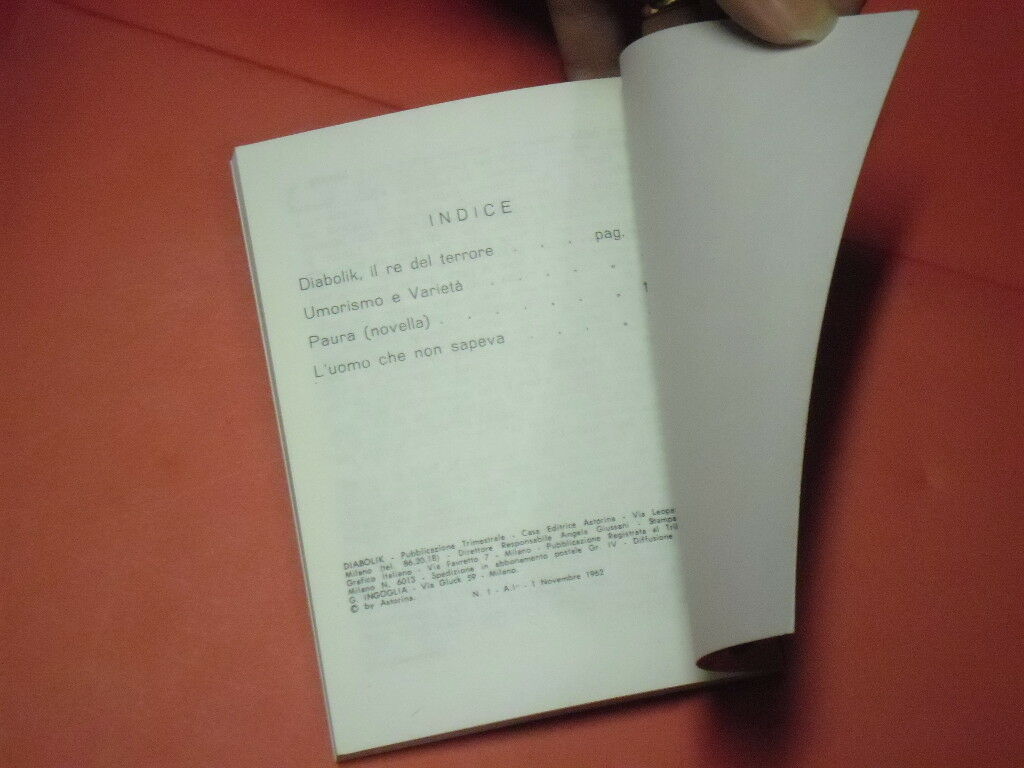 INDICE
Diabolik, il re del terrore . . . pag.
Umorismo e Varietà . . . .
Paura (novella) . . . . . .
L'uomo che non sapeva . . .
DIABOLIK - Pubblicazione Trimestrale - Casa Editrice Astorina - Via Leopa
Milano (tel. 86.20.18) - Direttore Responsabile Angela Giussani - Stampa
Grafico Italiano - Via Favretto 7 - Milano - Pubblicazione Registrata al Tri
Milano N. 6013 - Spedizione in abbonamento postale Gr. IV - Diffusione
G. INGOGLIA - Via Gluck 59 - Milano.
© by Astorina. N. 1 - A.I° - 1 Novembre 1962